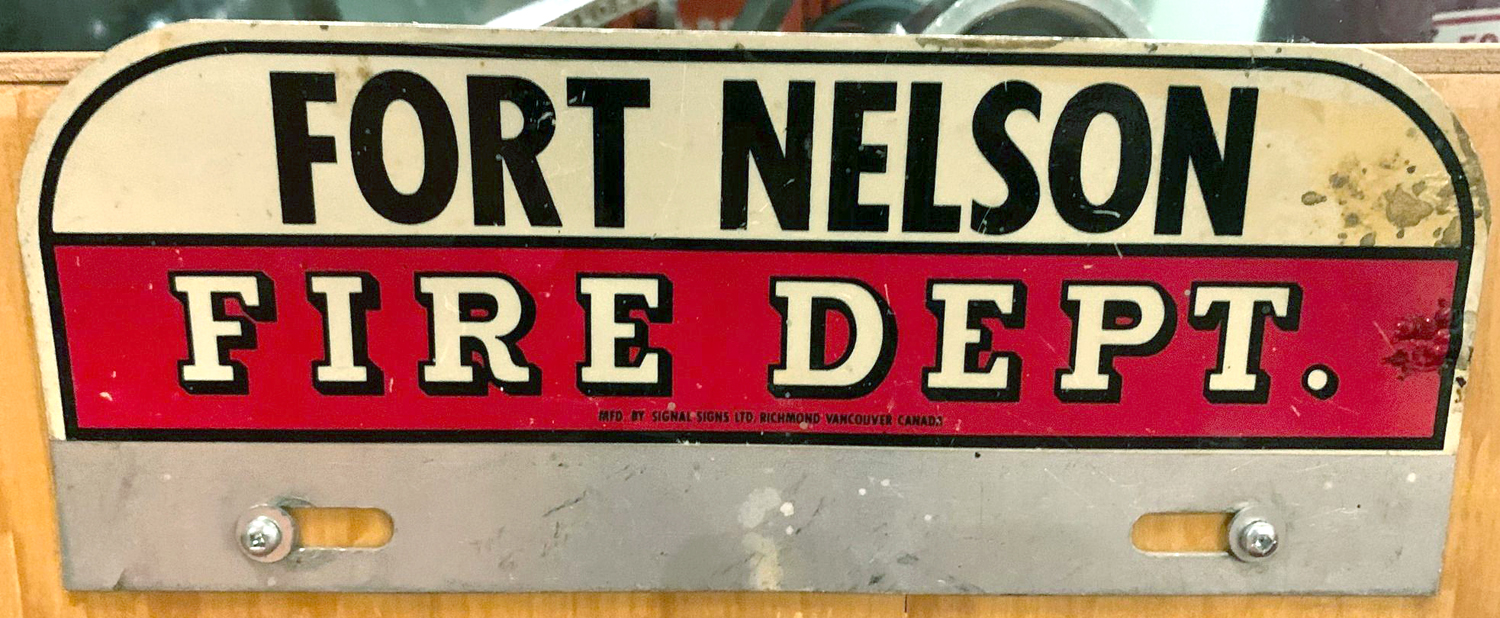 FORT NELSON
FIRE DEPT.
MFD. BY SIGNAL SIGNS LTD. RICHMOND VANCOUVER CANADA